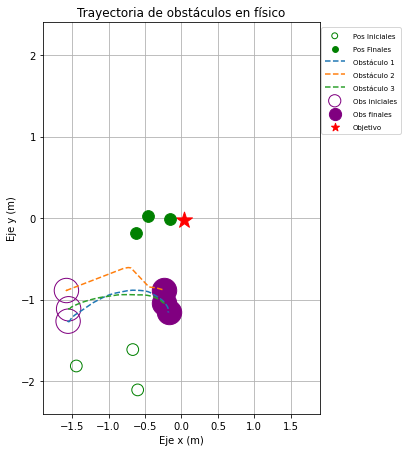 Trayectoria de obstáculos en físico
Pos Iniciales
Pos Finales
Obstáculo 1
Obstáculo 2
Obstáculo 3
Obs iniciales
Obs finales
Objetivo
Eje y (m)
2
1
0
−1
−2
−1.5 −1.0 −0.5 0.0 0.5 1.0 1.5
Eje x (m)